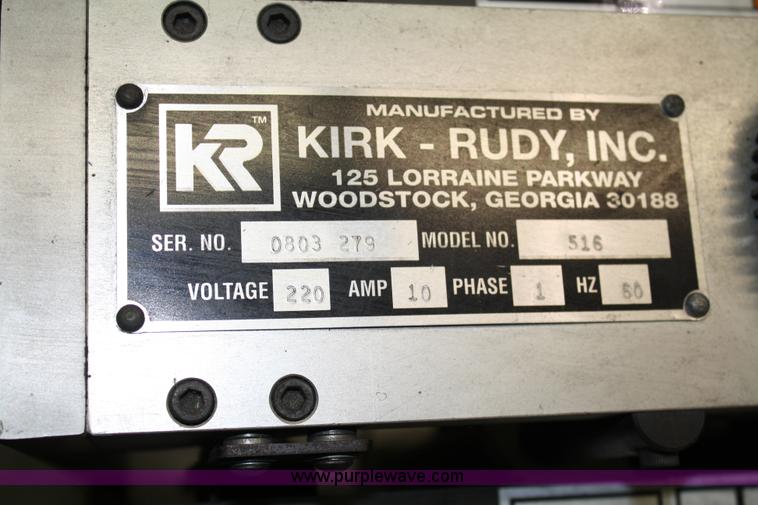 KR™
MANUFACTURED BY
KIRK - RUDY, INC.
125 LORRAINE PARKWAY
WOODSTOCK, GEORGIA 30188
SER. NO. 0803 279 MODEL NO. 516
VOLTAGE 220 AMP 10 PHASE 1 HZ 60
www.purplewave.com